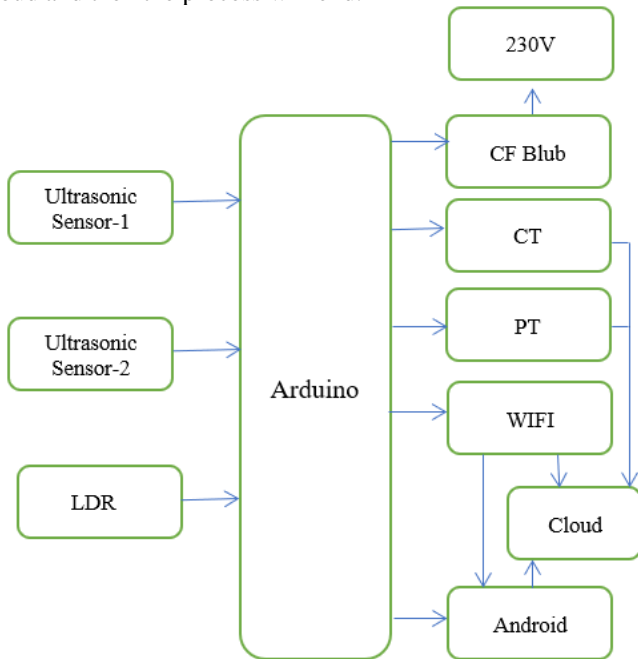 230V
CF Blub
Ultrasonic
Sensor-1
CT
PT
Ultrasonic
Sensor-2
Arduino
WIFI
LDR
Cloud
Android